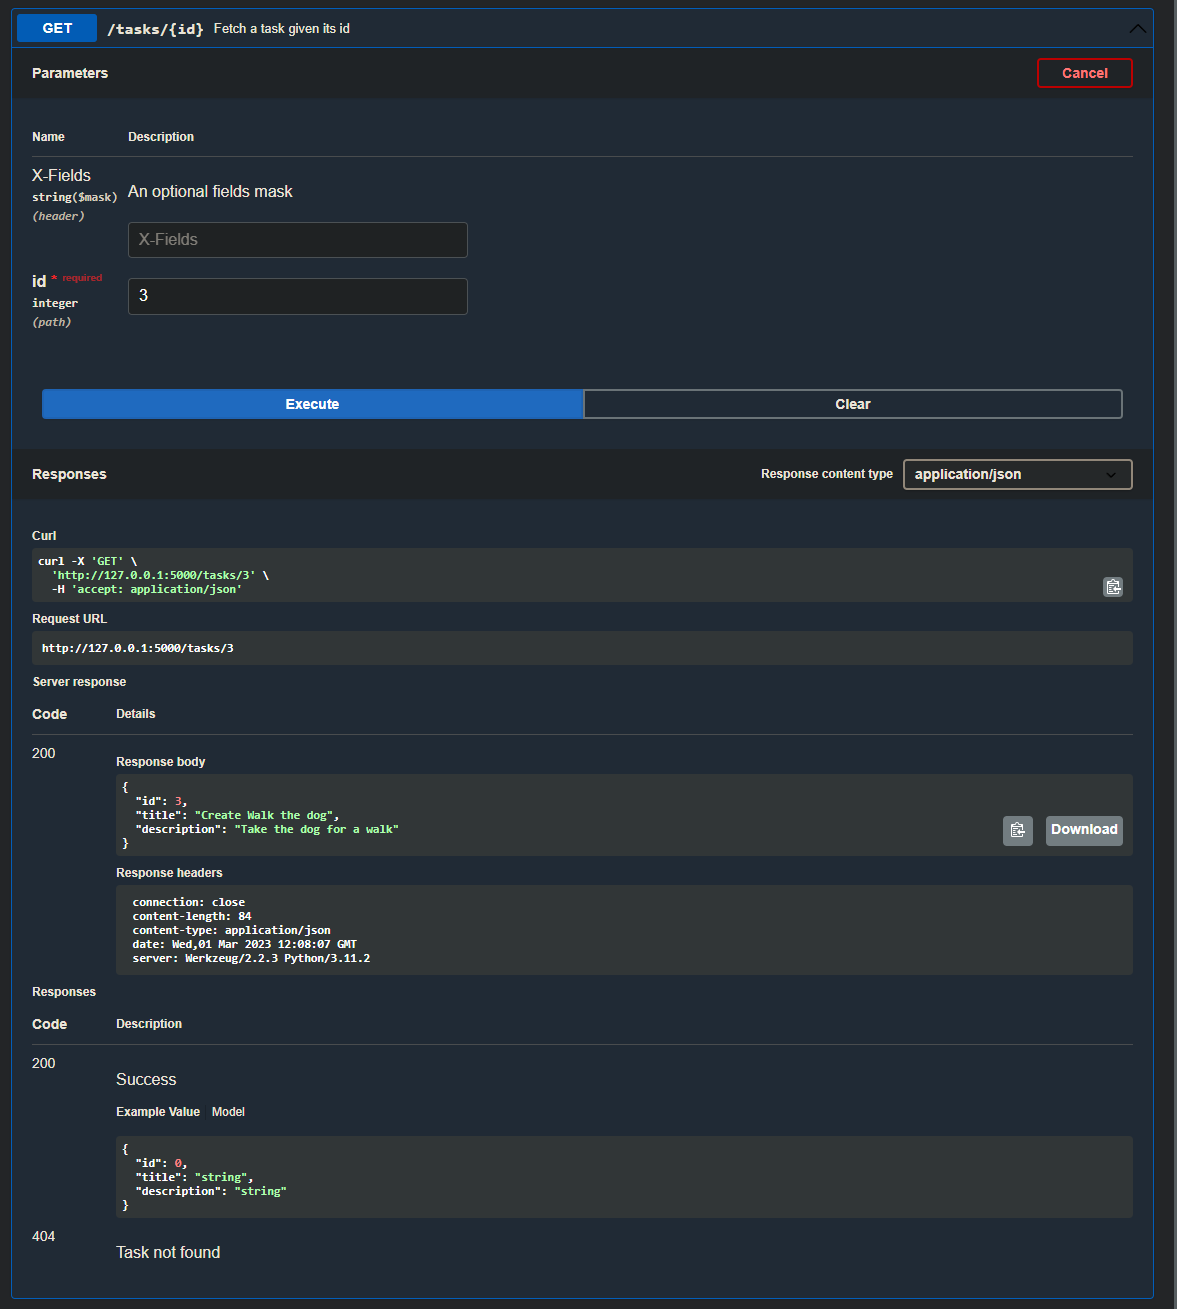 GET /tasks/{id} Fetch a task given its id
Parameters Cancel
Name Description
X-Fields
string($mask)
(header)
An optional fields mask
X-Fields
id * required
integer
(path)
3
Execute Clear
Responses Response content type application/json
Curl
curl -X 'GET' \
'http://127.0.0.1:5000/tasks/3' \
-H 'accept: application/json'
Request URL
http://127.0.0.1:5000/tasks/3
Server response
Code Details
200
Response body
{
"id": 3,
"title": "Create Walk the dog",
"description": "Take the dog for a walk"
}
Download
Response headers
connection: close
content-length: 84
content-type: application/json
date: Wed,01 Mar 2023 12:08:07 GMT
server: Werkzeug/2.2.3 Python/3.11.2
Responses
Code Description
200
Success
Example Value Model
{
"id": 0,
"title": "string",
"description": "string"
}
404
Task not found